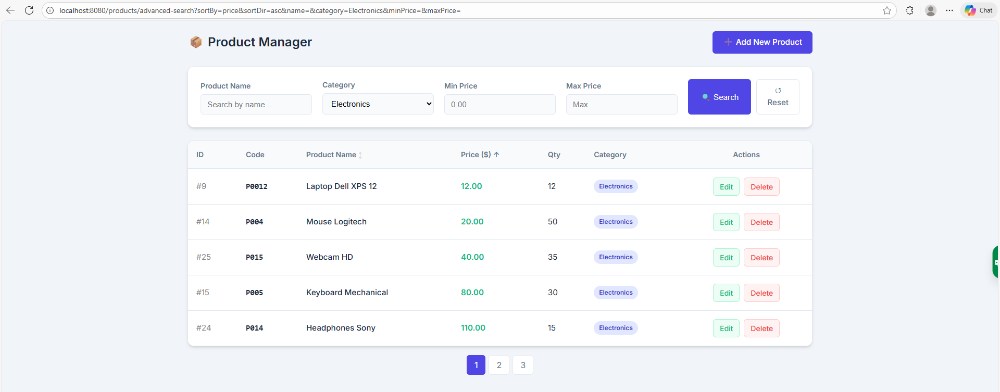 localhost:8080/products/advanced-search?sortBy=price&sortDir=asc&name=&category=Electronics&minPrice=&maxPrice=
Chat
Product Manager
Add New Product
Product Name Category Min Price Max Price
Search by name... Electronics 0.00 Max
Search
Reset
ID Code Product Name Price ($) ↑ Qty Category Actions
#9 P0012 Laptop Dell XPS 12 12.00 12 Electronics Edit Delete
#14 P004 Mouse Logitech 20.00 50 Electronics Edit Delete
#25 P015 Webcam HD 40.00 35 Electronics Edit Delete
#15 P005 Keyboard Mechanical 80.00 30 Electronics Edit Delete
#24 P014 Headphones Sony 110.00 15 Electronics Edit Delete
1 2 3